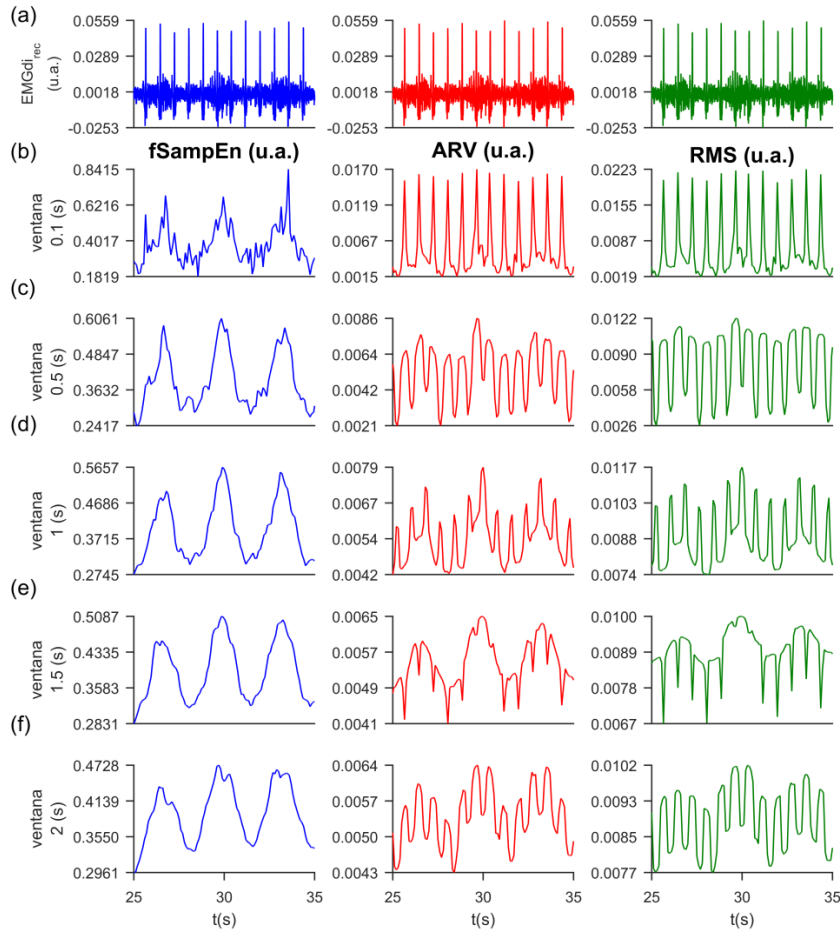 (a)
EMGdi rec
(u.a.)
0.0559
0.0289
0.0018
-0.0253
0.0559
0.0289
0.0018
-0.0253
0.0559
0.0289
0.0018
-0.0253
(b)
fSampEn (u.a.)
ARV (u.a.)
RMS (u.a.)
ventana
0.1 (s)
0.8415
0.6216
0.4017
0.1819
0.0170
0.0119
0.0067
0.0015
0.0223
0.0155
0.0087
0.0019
(c)
ventana
0.5 (s)
0.6061
0.4847
0.3632
0.2417
0.0086
0.0064
0.0042
0.0021
0.0122
0.0090
0.0058
0.0026
(d)
ventana
1 (s)
0.5657
0.4686
0.3715
0.2745
0.0079
0.0066
0.0054
0.0042
0.0117
0.0103
0.0088
0.0074
(e)
ventana
1.5 (s)
0.5087
0.4335
0.3583
0.2831
0.0065
0.0057
0.0049
0.0041
0.0100
0.0089
0.0078
0.0067
(f)
ventana
2 (s)
0.4728
0.4139
0.3550
0.2961
0.0064
0.0057
0.0050
0.0043
0.0102
0.0093
0.0085
0.0077
25 30 35
25 30 35
25 30 35
t(s)
t(s)
t(s)